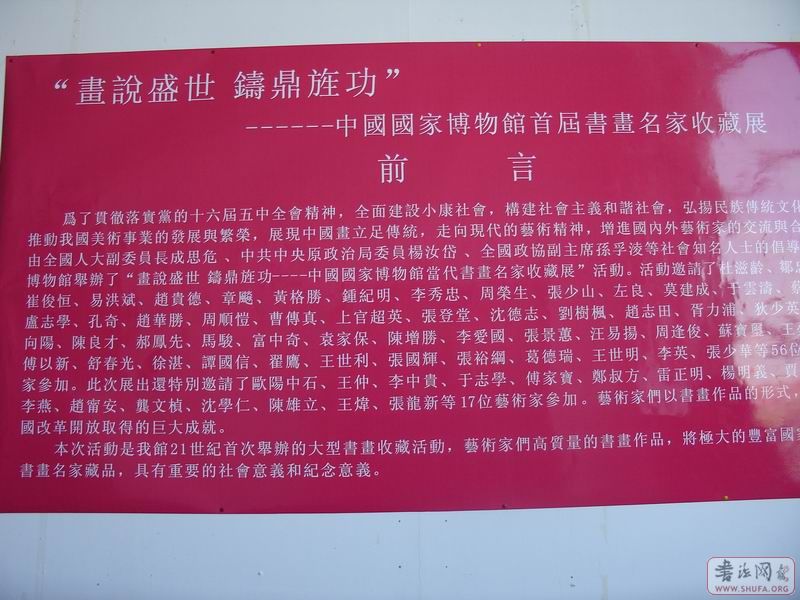 “畫說盛世 鑄鼎旌功”
------中國國家博物館首屆書畫名家收藏展
前 言
爲了貫徹落實黨的十六屆五中全會精神，全面建設小康社會，構建社會主義和諧社會，弘揚民族傳統文化
推動我國美術事業的發展與繁榮，展現中國畫立足傳統，走向現代的藝術精神，增進國內外藝術家的交流與合
由全國人大副委員長成思危、中共中央原政治局委員楊汝岱、全國政協副主席孫孚淩等社會知名人士的倡導
博物館舉辦了“畫說盛世 鑄鼎旌功----中國國家博物館當代書畫名家收藏展”活動。活動邀請了杜滋齡、鄒
崔俊恒、易洪斌、趙貴德、章飈、黃格勝、鍾紀明、李秀忠、周榮生、張少山、左良、莫建成、于雲濤、蔡
盧志學、孔奇、趙華勝、周順愷、曹傳真、上官超英、張登堂、沈德志、劉樹楓、趙志田、胥力浦、狄少英
向陽、陳良才、郝鳳先、馬駿、富中奇、袁家保、陳增勝、李愛國、張景蕙、汪易揚、周逢俊、蘇寶星、王
傅以新、舒春光、徐湛、譚國信、翟鷹、王世利、張國輝、張裕綱、葛德瑞、王世明、李英、張少華等56位
家參加。此次展出還特別邀請了歐陽中石、王仲、李中貴、于志學、傅家寶、鄭叔方、雷正明、楊明義、賈
李燕、趙甯安、龔文楨、沈學仁、陳雄立、王煒、張龍新等17位藝術家參加。藝術家們以書畫作品的形式，
國改革開放取得的巨大成就。
本次活動是我館21世紀首次舉辦的大型書畫收藏活動，藝術家們高質量的書畫作品，將極大的豐富國家
書畫名家藏品，具有重要的社會意義和紀念意義。
书法网报
WWW.SHUFA.ORG